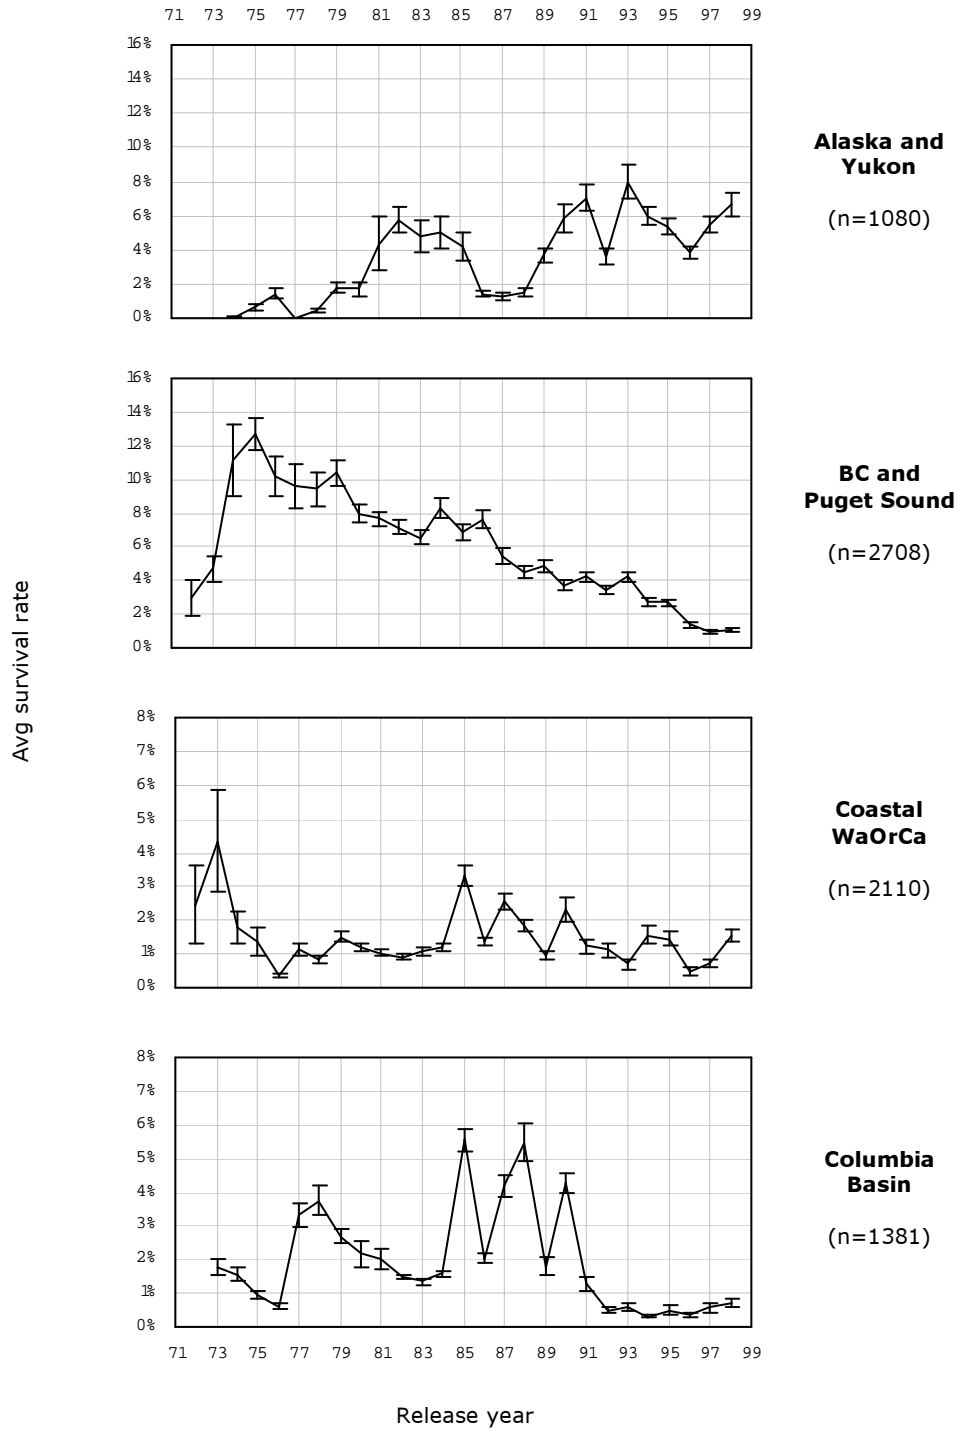 71 73 75 77 79 81 83 85 87 89 91 93 95 97 99
16%
14%
12%
10%
8%
6%
4%
2%
0%
Alaska and
Yukon
(n=1080)
16%
14%
12%
10%
8%
6%
4%
2%
0%
BC and
Puget Sound
(n=2708)
Avg survival rate
8%
7%
6%
5%
4%
3%
2%
1%
0%
Coastal
WaOrCa
(n=2110)
8%
7%
6%
5%
4%
3%
2%
1%
0%
Columbia
Basin
(n=1381)
71 73 75 77 79 81 83 85 87 89 91 93 95 97 99
Release year